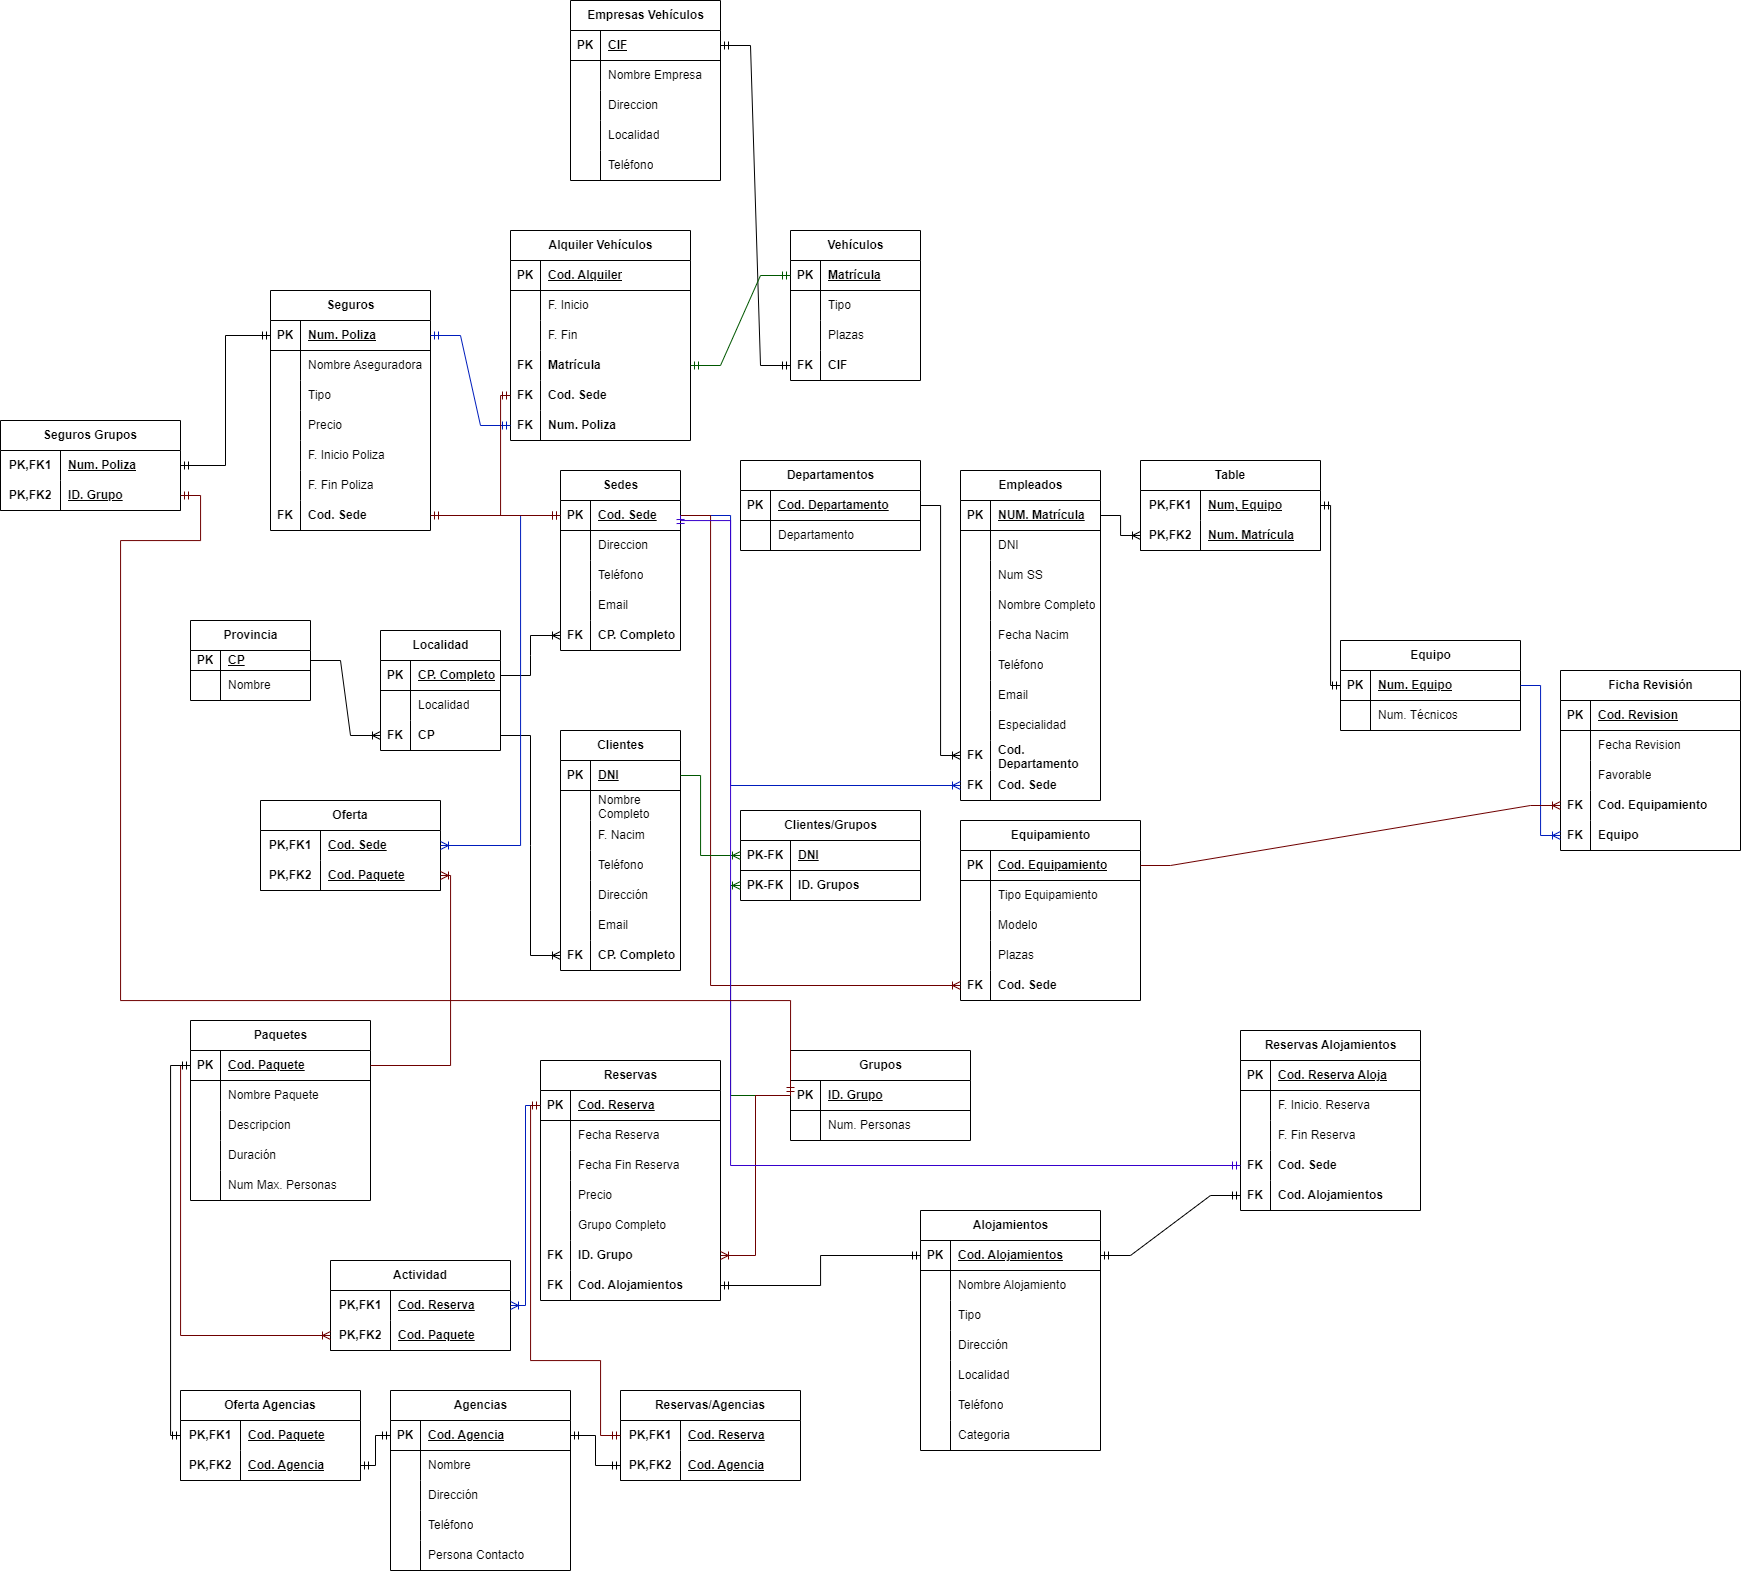 Empresas Vehículos
PK CIF
Nombre Empresa
Direccion
Localidad
Teléfono
Alquiler Vehículos
PK Cod. Alquiler
F. Inicio
F. Fin
FK Matrícula
FK Cod. Sede
FK Num. Poliza
Vehículos
PK Matrícula
Tipo
Plazas
FK CIF
Seguros
PK Num. Poliza
Nombre Aseguradora
Tipo
Precio
F. Inicio Poliza
F. Fin Poliza
FK Cod. Sede
Seguros Grupos
PK,FK1 Num. Poliza
PK,FK2 ID. Grupo
Sedes
PK Cod. Sede
Direccion
Teléfono
Email
FK CP. Completo
Departamentos
PK Cod. Departamento
Departamento
Empleados
PK NUM. Matrícula
DNI
Num SS
Nombre Completo
Fecha Nacim
Teléfono
Email
Especialidad
FK Cod.
Departamento
FK Cod. Sede
Table
PK,FK1 Num, Equipo
PK,FK2 Num. Matrícula
Provincia
PK CP
Nombre
Localidad
PK CP. Completo
Localidad
FK CP
Equipo
PK Num. Equipo
Num. Técnicos
Ficha Revisión
PK Cod. Revision
Fecha Revision
Favorable
FK Cod. Equipamiento
FK Equipo
Clientes
PK DNI
Nombre
Completo
F. Nacim
Teléfono
Dirección
Email
FK CP. Completo
Oferta
PK,FK1 Cod. Sede
PK,FK2 Cod. Paquete
Clientes/Grupos
PK-FK DNI
PK-FK ID. Grupos
Equipamiento
PK Cod. Equipamiento
Tipo Equipamiento
Modelo
Plazas
FK Cod. Sede
Paquetes
PK Cod. Paquete
Nombre Paquete
Descripcion
Duración
Num Max. Personas
Reservas
PK Cod. Reserva
Fecha Reserva
Fecha Fin Reserva
Precio
Grupo Completo
FK ID. Grupo
FK Cod. Alojamientos
Grupos
PK ID. Grupo
Num. Personas
Reservas Alojamientos
PK Cod. Reserva Aloja
F. Inicio. Reserva
F. Fin Reserva
FK Cod. Sede
FK Cod. Alojamientos
Alojamientos
PK Cod. Alojamientos
Nombre Alojamiento
Tipo
Dirección
Localidad
Teléfono
Categoria
Actividad
PK,FK1 Cod. Reserva
PK,FK2 Cod. Paquete
Oferta Agencias
PK,FK1 Cod. Paquete
PK,FK2 Cod. Agencia
Agencias
PK Cod. Agencia
Nombre
Dirección
Teléfono
Persona Contacto
Reservas/Agencias
PK,FK1 Cod. Reserva
PK,FK2 Cod. Agencia